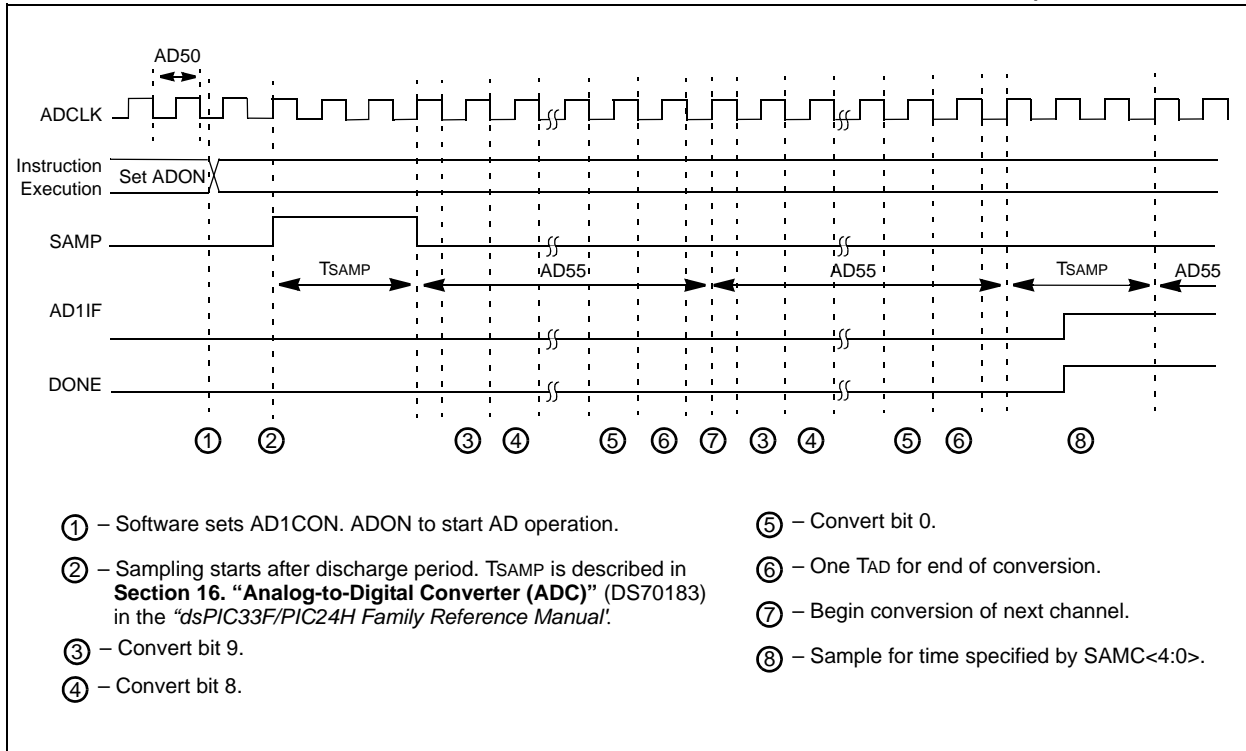 AD50
ADCLK
Instruction
Execution
Set ADON
SAMP
TSAMP
AD55
AD55
TSAMP
AD55
AD1IF
DONE
1 2 3 4 5 6 7 3 4 5 6 8
1 – Software sets AD1CON. ADON to start AD operation.
2 – Sampling starts after discharge period. TSAMP is described in
Section 16. “Analog-to-Digital Converter (ADC)” (DS70183)
in the “dsPIC33F/PIC24H Family Reference Manual'.
3 – Convert bit 9.
4 – Convert bit 8.
5 – Convert bit 0.
6 – One TAD for end of conversion.
7 – Begin conversion of next channel.
8 – Sample for time specified by SAMC<4:0>.